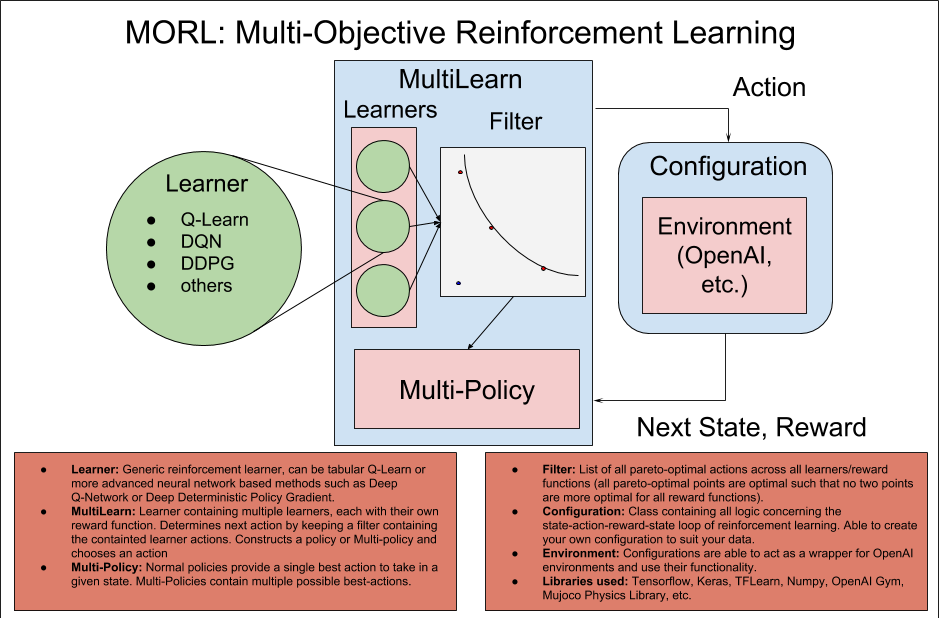 MORL: Multi-Objective Reinforcement Learning
MultiLearn
Learners
Filter
Action
Learner
● Q-Learn
● DQN
● DDPG
● others
Configuration
Environment
(OpenAI,
etc.)
Multi-Policy
Next State, Reward
● Learner: Generic reinforcement learner, can be tabular Q-Learn or
more advanced neural network based methods such as Deep
Q-Network or Deep Deterministic Policy Gradient.
● MultiLearn: Learner containing multiple learners, each with their own
reward function. Determines next action by keeping a filter containing
the containted learner actions. Constructs a policy or Multi-policy and
chooses an action
● Multi-Policy: Normal policies provide a single best action to take in a
given state. Multi-Policies contain multiple possible best-actions.
● Filter: List of all pareto-optimal actions across all learners/reward
functions (all pareto-optimal points are optimal such that no two points
are more optimal for all reward functions).
● Configuration: Class containing all logic concerning the
state-action-reward-state loop of reinforcement learning. Able to create
your own configuration to suit your data.
● Environment: Configurations are able to act as a wrapper for OpenAI
environments and use their functionality.
● Libraries used: Tensorflow, Keras, TFLearn, Numpy, OpenAI Gym,
Mujoco Physics Library, etc.